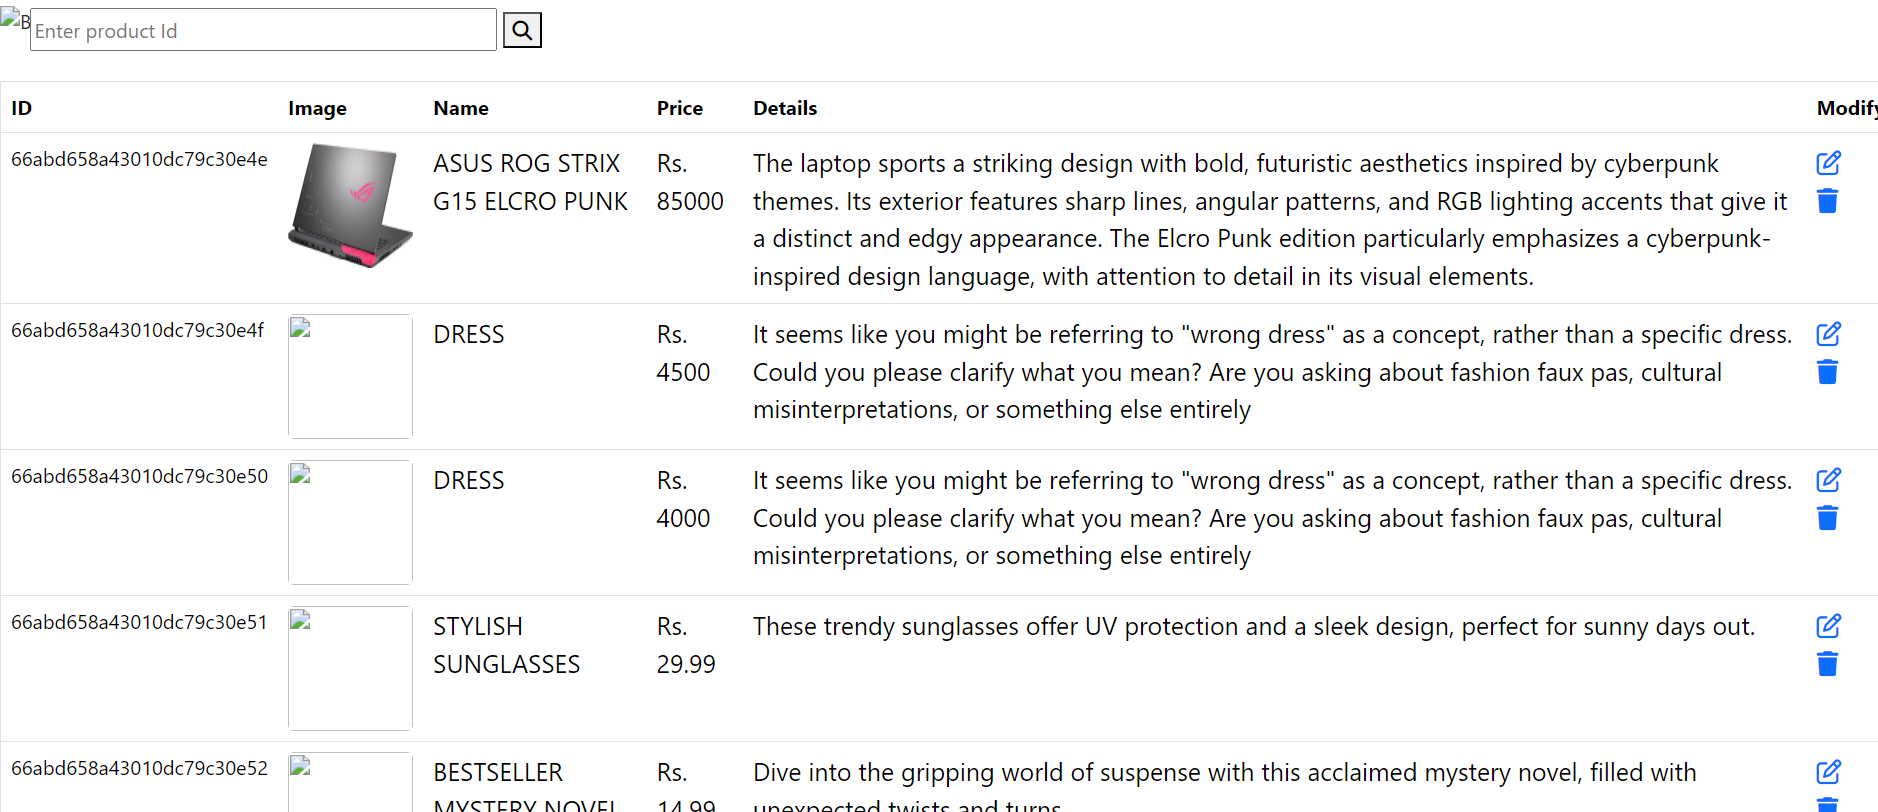 B
Enter product Id
ID Image Name Price Details Modify
66abd658a43010dc79c30e4e ASUS ROG STRIX Rs. The laptop sports a striking design with bold, futuristic aesthetics inspired by cyberpunk
G15 ELCRO PUNK 85000 themes. Its exterior features sharp lines, angular patterns, and RGB lighting accents that give it
a distinct and edgy appearance. The Elcro Punk edition particularly emphasizes a cyberpunk-
inspired design language, with attention to detail in its visual elements.
66abd658a43010dc79c30e4f DRESS Rs. It seems like you might be referring to "wrong dress" as a concept, rather than a specific dress.
4500 Could you please clarify what you mean? Are you asking about fashion faux pas, cultural
misinterpretations, or something else entirely
66abd658a43010dc79c30e50 DRESS Rs. It seems like you might be referring to "wrong dress" as a concept, rather than a specific dress.
4000 Could you please clarify what you mean? Are you asking about fashion faux pas, cultural
misinterpretations, or something else entirely
66abd658a43010dc79c30e51 STYLISH Rs. These trendy sunglasses offer UV protection and a sleek design, perfect for sunny days out.
SUNGLASSES 29.99
66abd658a43010dc79c30e52 BESTSELLER Rs. Dive into the gripping world of suspense with this acclaimed mystery novel, filled with
MYSTERY NOVEL 14.99 unexpected twists and turns